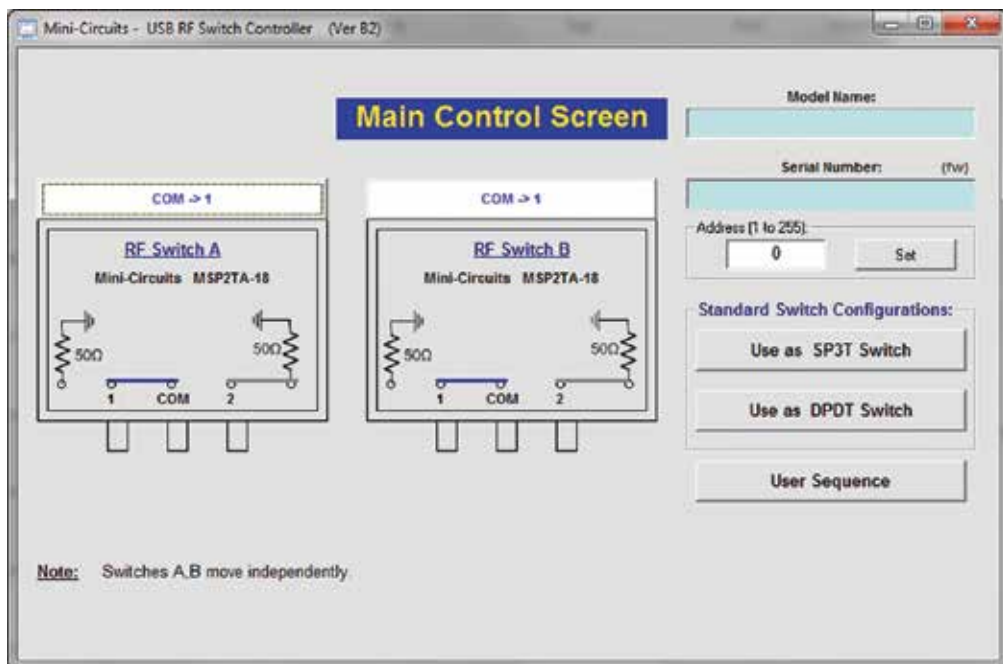 Mini-Circuits - USB RF Switch Controller (Ver B2)
Main Control Screen
Model Name:
Serial Number: (fw)
Address (1 to 255):
0
Set
COM -> 1
RF Switch A
Mini-Circuits MSP2TA-18
50Ω
50Ω
1 COM 2
COM -> 1
RF Switch B
Mini-Circuits MSP2TA-18
50Ω
50Ω
1 COM 2
Standard Switch Configurations:
Use as SP3T Switch
Use as DPDT Switch
User Sequence
Note: Switches A,B move independently.